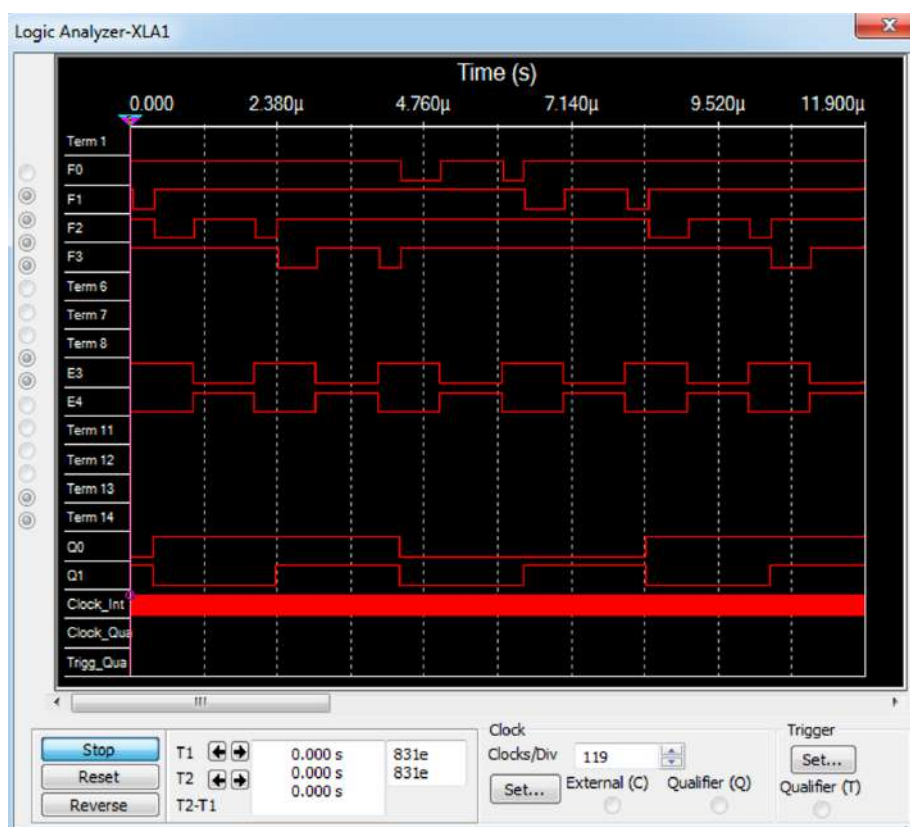 Logic Analyzer-XLA1
Time (s)
0.000 2.380µ 4.760µ 7.140µ 9.520µ 11.900µ
Term 1
F0
F1
F2
F3
Term 6
Term 7
Term 8
E3
E4
Term 11
Term 12
Term 13
Term 14
Q0
Q1
Clock_Int
Clock_Qua
Trigg_Qua
Stop
Reset
Reverse
T1 0.000 s 831e
T2 0.000 s 831e
T2-T1 0.000 s
Clock
Clocks/Div 119
Set... External (C) Qualifier (Q)
Trigger
Set...
Qualifier (T)